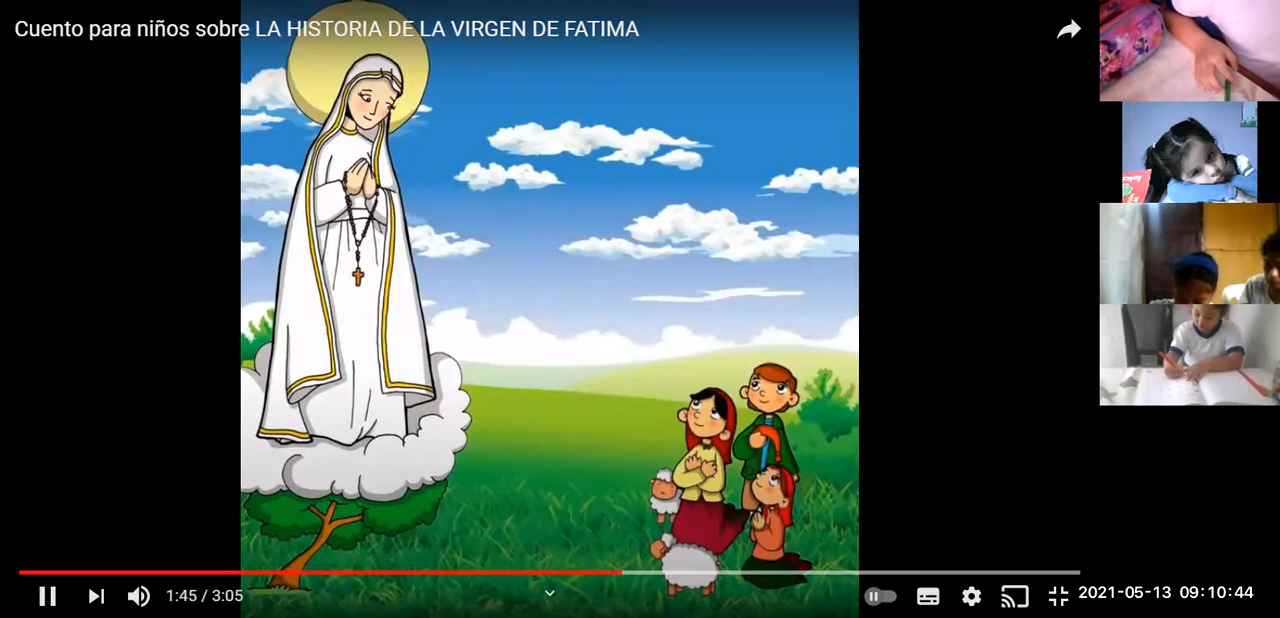 Cuento para niños sobre LA HISTORIA DE LA VIRGEN DE FATIMA
1:45 / 3:05
2021-05-13 09:10:44